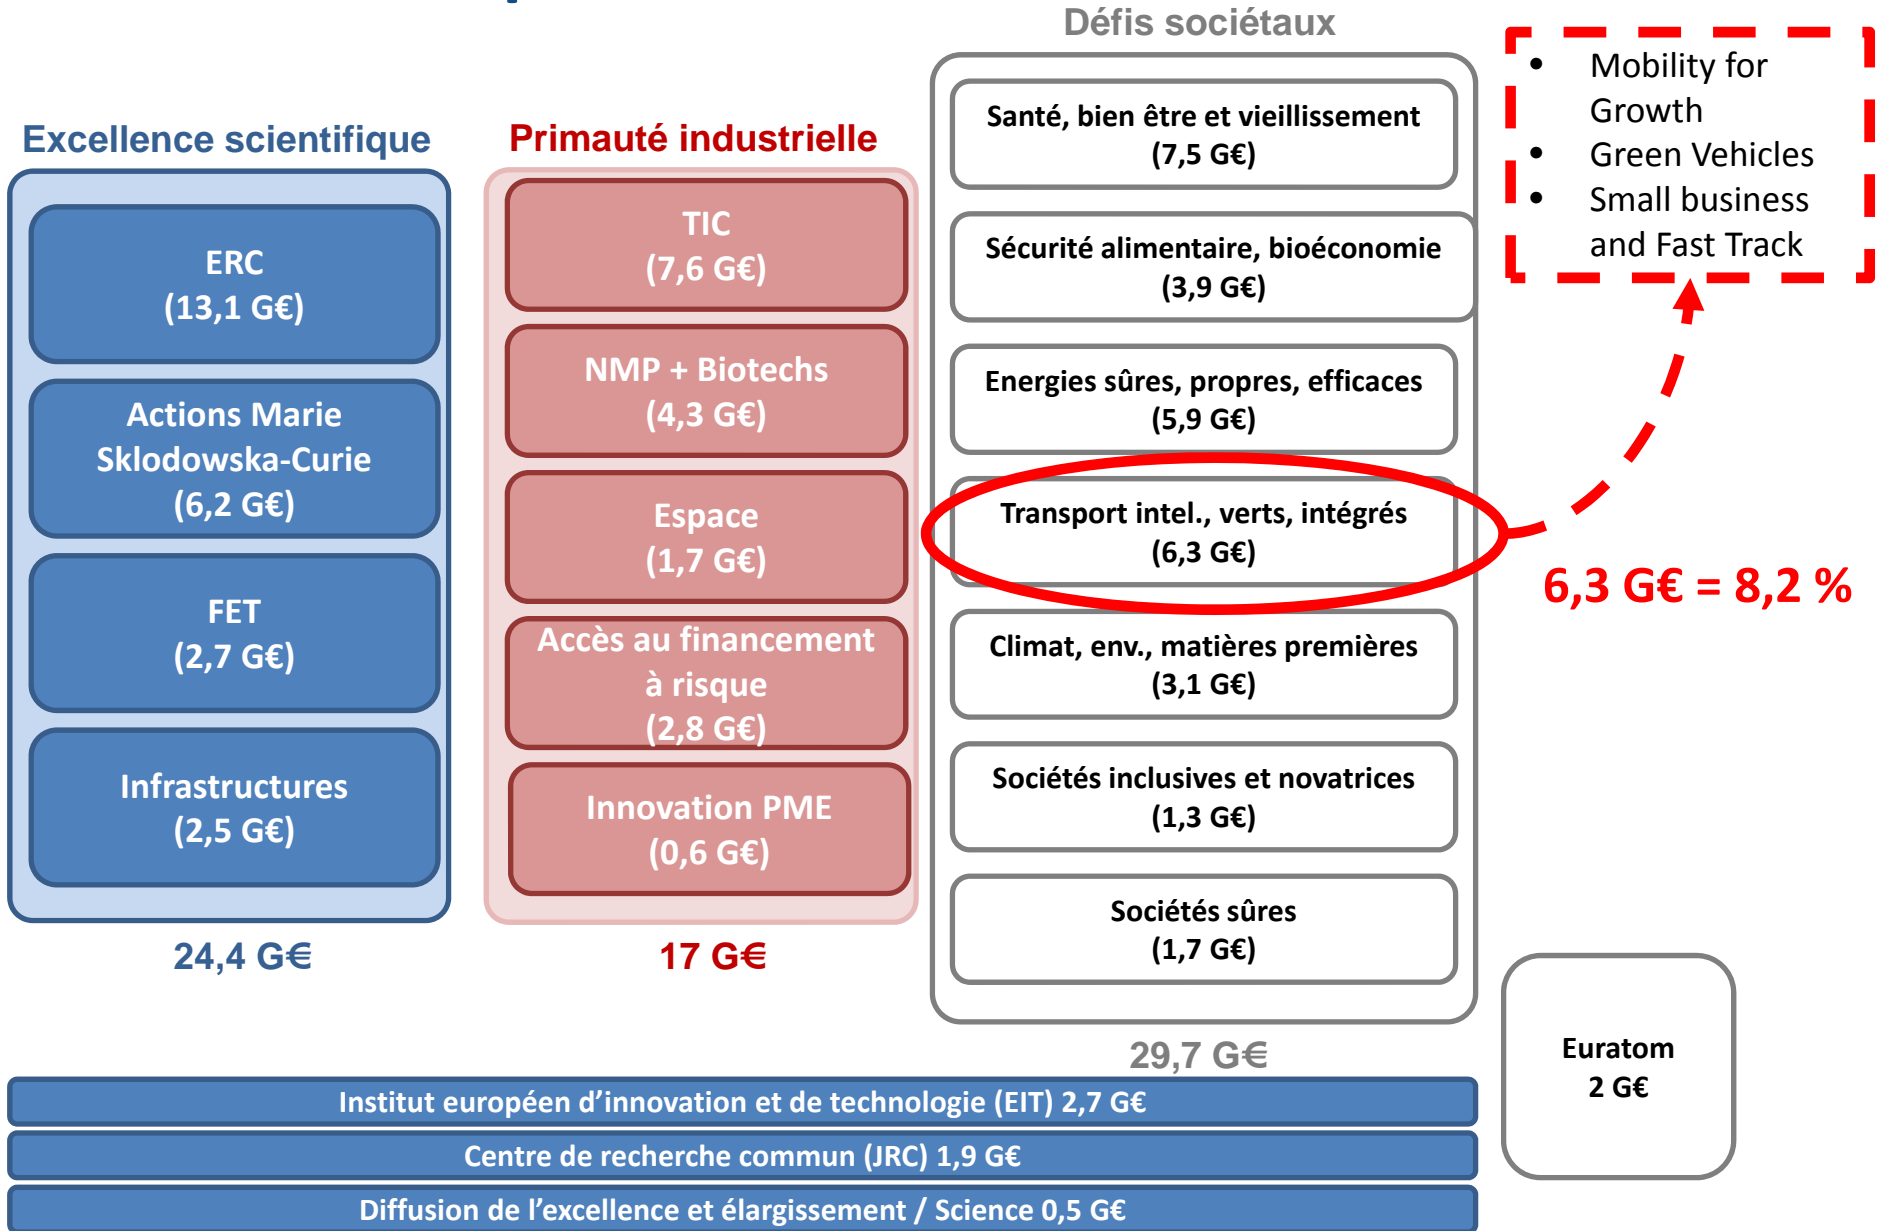 Excellence scientifique
ERC
(13,1 G€)
Actions Marie
Sklodowska-Curie
(6,2 G€)
FET
(2,7 G€)
Infrastructures
(2,5 G€)
24,4 G€
Primauté industrielle
TIC
(7,6 G€)
NMP + Biotechs
(4,3 G€)
Espace
(1,7 G€)
Accès au financement
à risque
(2,8 G€)
Innovation PME
(0,6 G€)
17 G€
Défis sociétaux
Santé, bien être et vieillissement
(7,5 G€)
Sécurité alimentaire, bioéconomie
(3,9 G€)
Energies sûres, propres, efficaces
(5,9 G€)
Transport intel., verts, intégrés
(6,3 G€)
Climat, env., matières premières
(3,1 G€)
Sociétés inclusives et novatrices
(1,3 G€)
Sociétés sûres
(1,7 G€)
29,7 G€
• Mobility for
Growth
• Green Vehicles
• Small business
and Fast Track
6,3 G€ = 8,2 %
Euratom
2 G€
Institut européen d’innovation et de technologie (EIT) 2,7 G€
Centre de recherche commun (JRC) 1,9 G€
Diffusion de l’excellence et élargissement / Science 0,5 G€